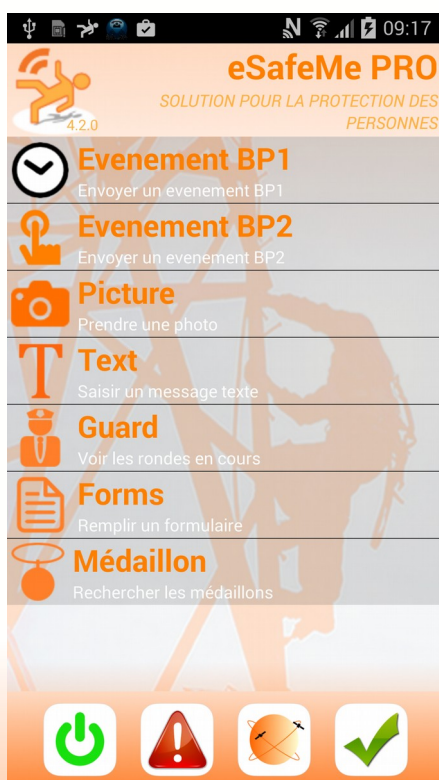 09:17
eSafeMe PRO
SOLUTION POUR LA PROTECTION DES
PERSONNES
4.2.0
Evenement BP1
Envoyer un evenement BP1
Evenement BP2
Envoyer un evenement BP2
Picture
Prendre une photo
Text
Saisir un message texte
Guard
Voir les rondes en cours
Forms
Remplir un formulaire
Médaillon
Rechercher les médaillons